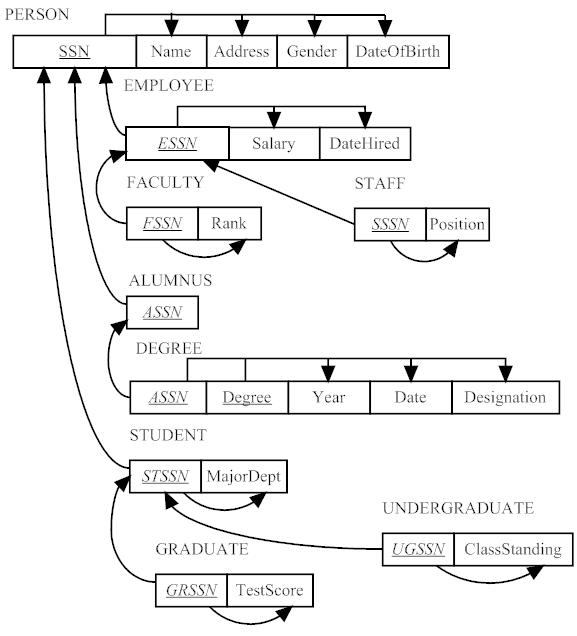 PERSON
SSN Name Address Gender DateOfBirth
EMPLOYEE
ESSN Salary DateHired
FACULTY STAFF
FSSN Rank SSSN Position
ALUMNUS
ASSN
DEGREE
ASSN Degree Year Date Designation
STUDENT
STSSN MajorDept
UNDERGRADUATE
UGSSN ClassStanding
GRADUATE
GRSSN TestScore